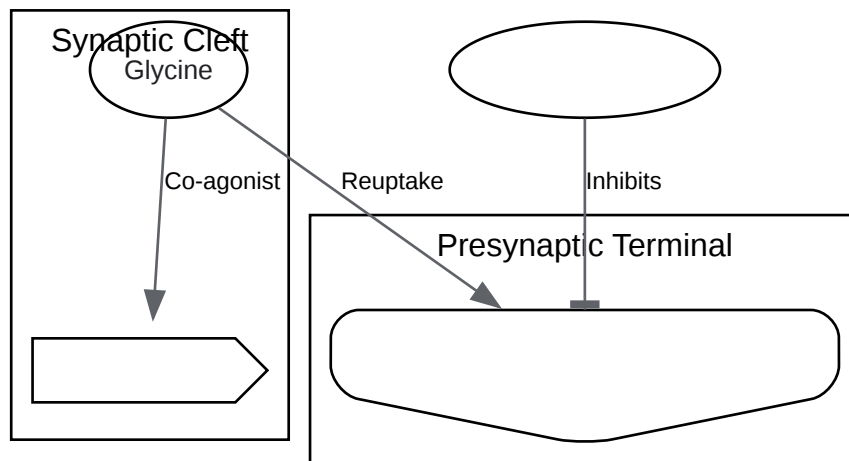 Synaptic Cleft
Glycine
Co-agonist
Reuptake
Inhibits
Presynaptic Terminal